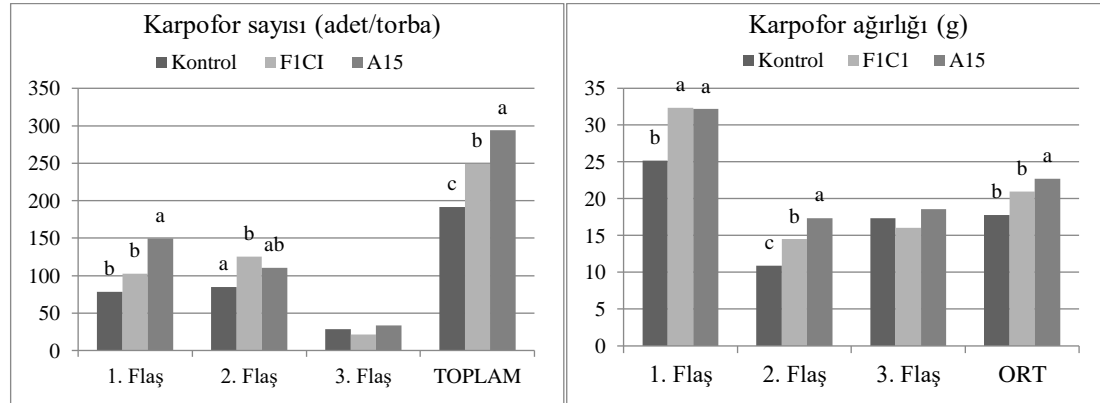 Karpofor sayısı (adet/torba)
Kontrol F1CI A15
350
300
250
200
150
100
50
0
b b a
a b ab
c b a
1. Flaş 2. Flaş 3. Flaş TOPLAM
Karpofor ağırlığı (g)
Kontrol F1C1 A15
35
30
25
20
15
10
5
0
b a a
c b a
b b a
1. Flaş 2. Flaş 3. Flaş ORT